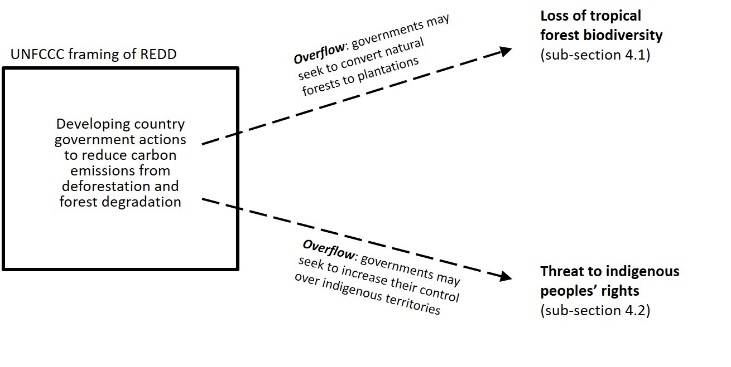 UNFCCC framing of REDD
Developing country
government actions
to reduce carbon
emissions from
deforestation and
forest degradation
Overflow: governments may
seek to convert natural
forests to plantations
Loss of tropical
forest biodiversity
(sub-section 4.1)
Overflow: governments may
seek to increase their control
over indigenous territories
Threat to indigenous
peoples’ rights
(sub-section 4.2)